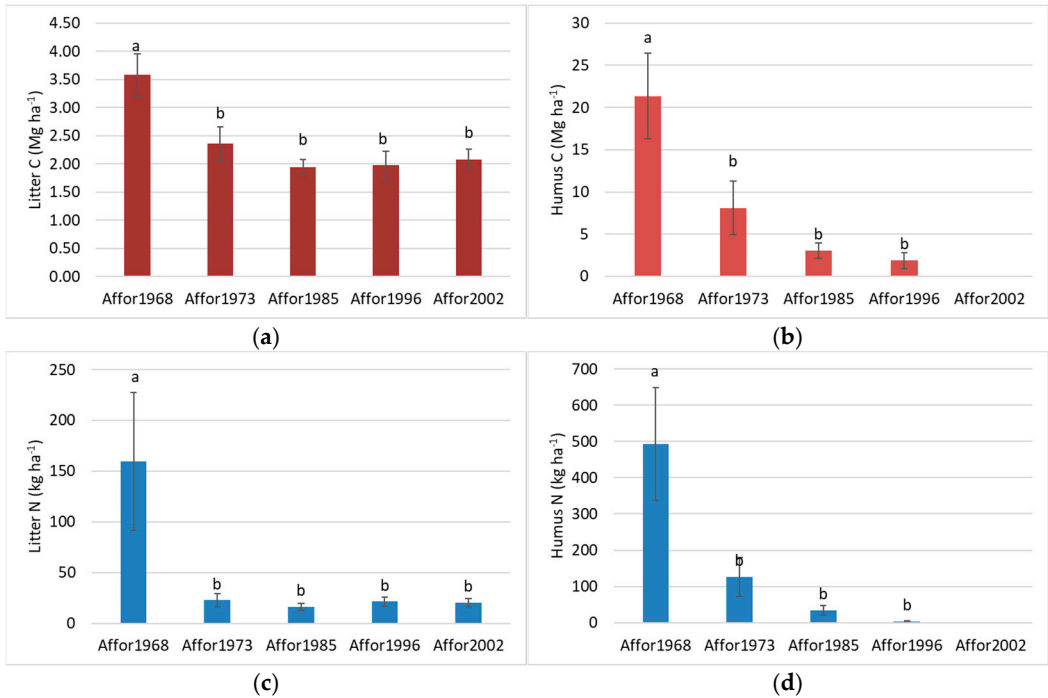 4.50
4.00
3.50
3.00
2.50
2.00
1.50
1.00
0.50
0.00
Litter C (Mg ha-1)
a
b
b
b
b
Affor1968 Affor1973 Affor1985 Affor1996 Affor2002
(a)
30
25
20
15
10
5
0
Humus C (Mg ha-1)
a
b
b
b
Affor1968 Affor1973 Affor1985 Affor1996 Affor2002
(b)
250
200
150
100
50
0
Litter N (kg ha-1)
a
b
b
b
b
Affor1968 Affor1973 Affor1985 Affor1996 Affor2002
(c)
700
600
500
400
300
200
100
0
Humus N (kg ha-1)
a
b
b
b
Affor1968 Affor1973 Affor1985 Affor1996 Affor2002
(d)